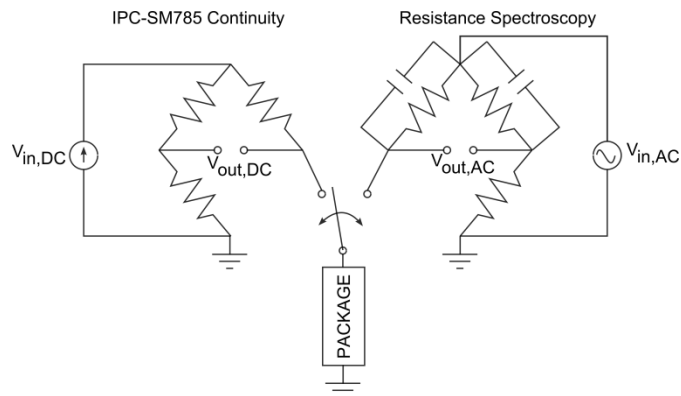 IPC-SM785 Continuity
Resistance Spectroscopy
Vin,DC
Vout,DC
Vout,AC
Vin,AC
PACKAGE